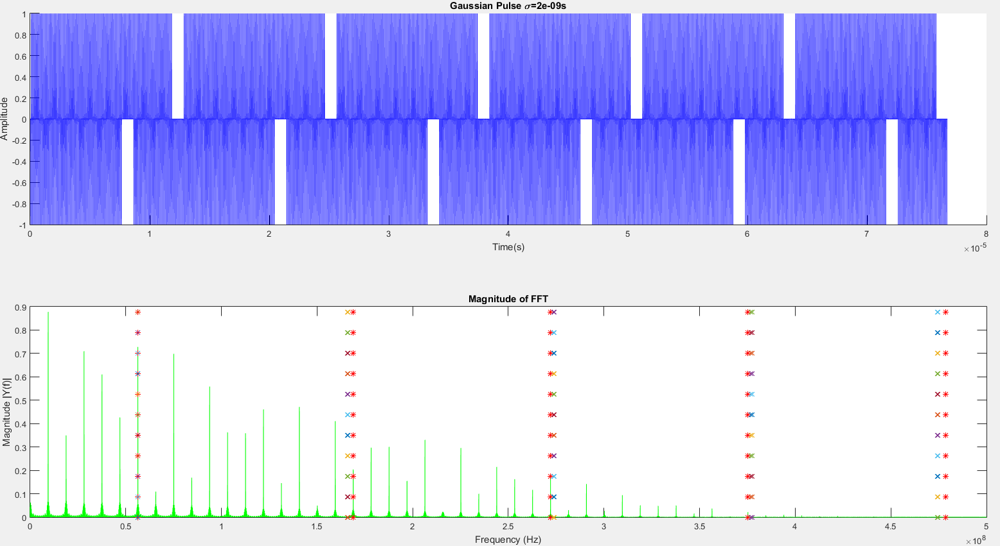 Gaussian Pulse σ=2e-09s
1
0.8
0.6
0.4
0.2
0
-0.2
-0.4
-0.6
-0.8
-1
Amplitude
0 1 2 3 4 5 6 7 8
Time(s)
×10^-5
Magnitude of FFT
0.9
0.8
0.7
0.6
0.5
0.4
0.3
0.2
0.1
0
Magnitude |Y(f)|
0 0.5 1 1.5 2 2.5 3 3.5 4 4.5 5
Frequency (Hz)
×10^8